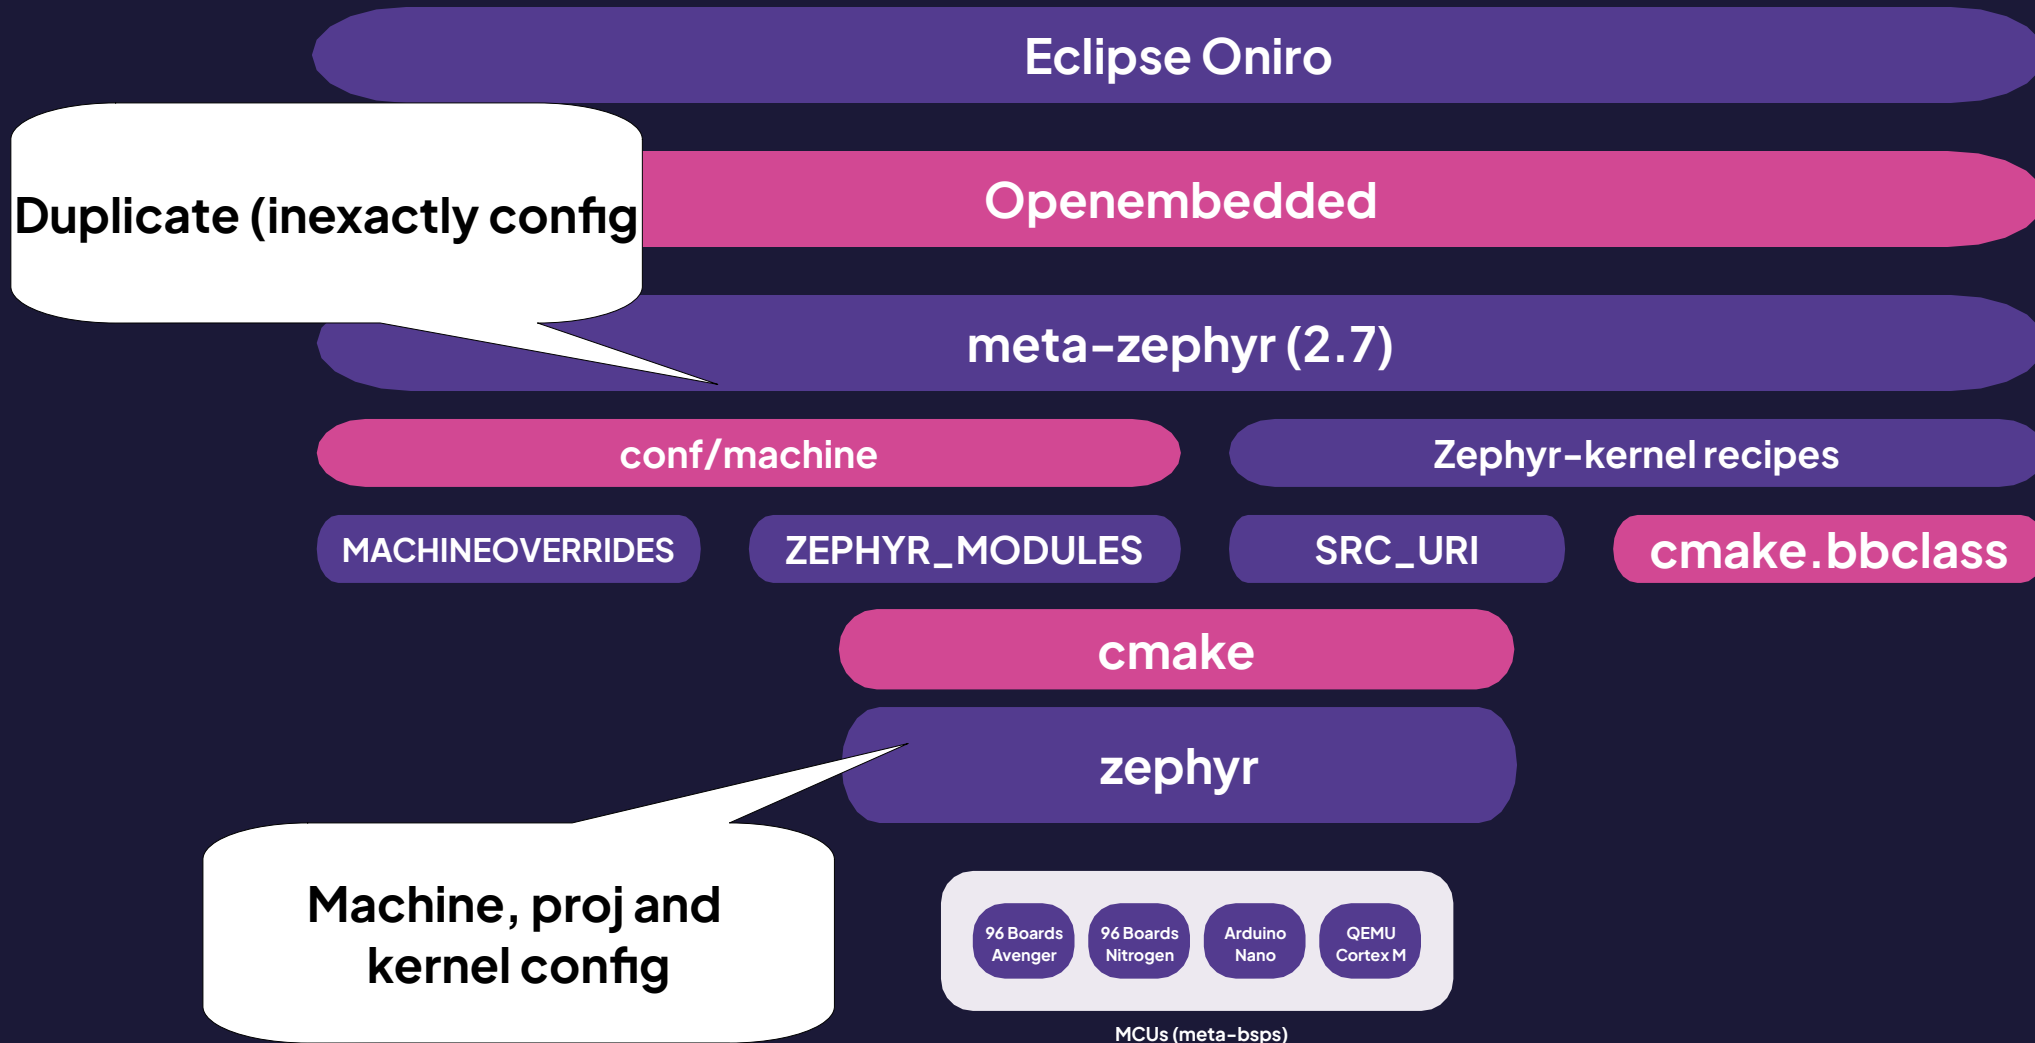 Eclipse Oniro
Duplicate (inexactly config
Openembedded
meta-zephyr (2.7)
conf/machine
Zephyr-kernel recipes
MACHINEOVERRIDES
ZEPHYR_MODULES
SRC_URI
cmake.bbclass
cmake
zephyr
Machine, proj and
kernel config
96 Boards
Avenger
96 Boards
Nitrogen
Arduino
Nano
QEMU
Cortex M
MCUs (meta-bsps)